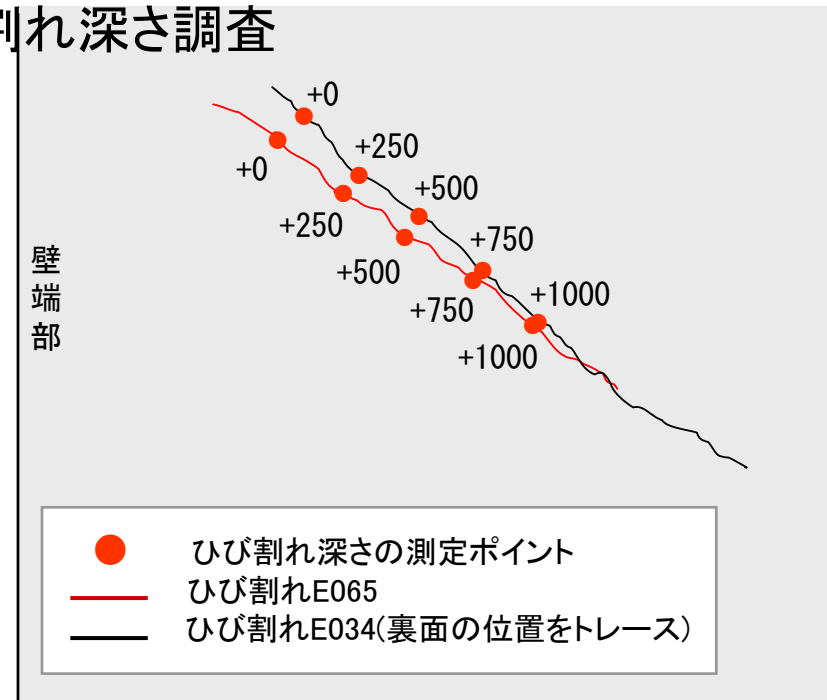 れ深さ調査
+0
+0
+250
+250
+500
+500
+750
+750
+1000
+1000
壁端部
ひび割れ深さの測定ポイント
ひび割れE065
ひび割れE034(裏面の位置をトレース)